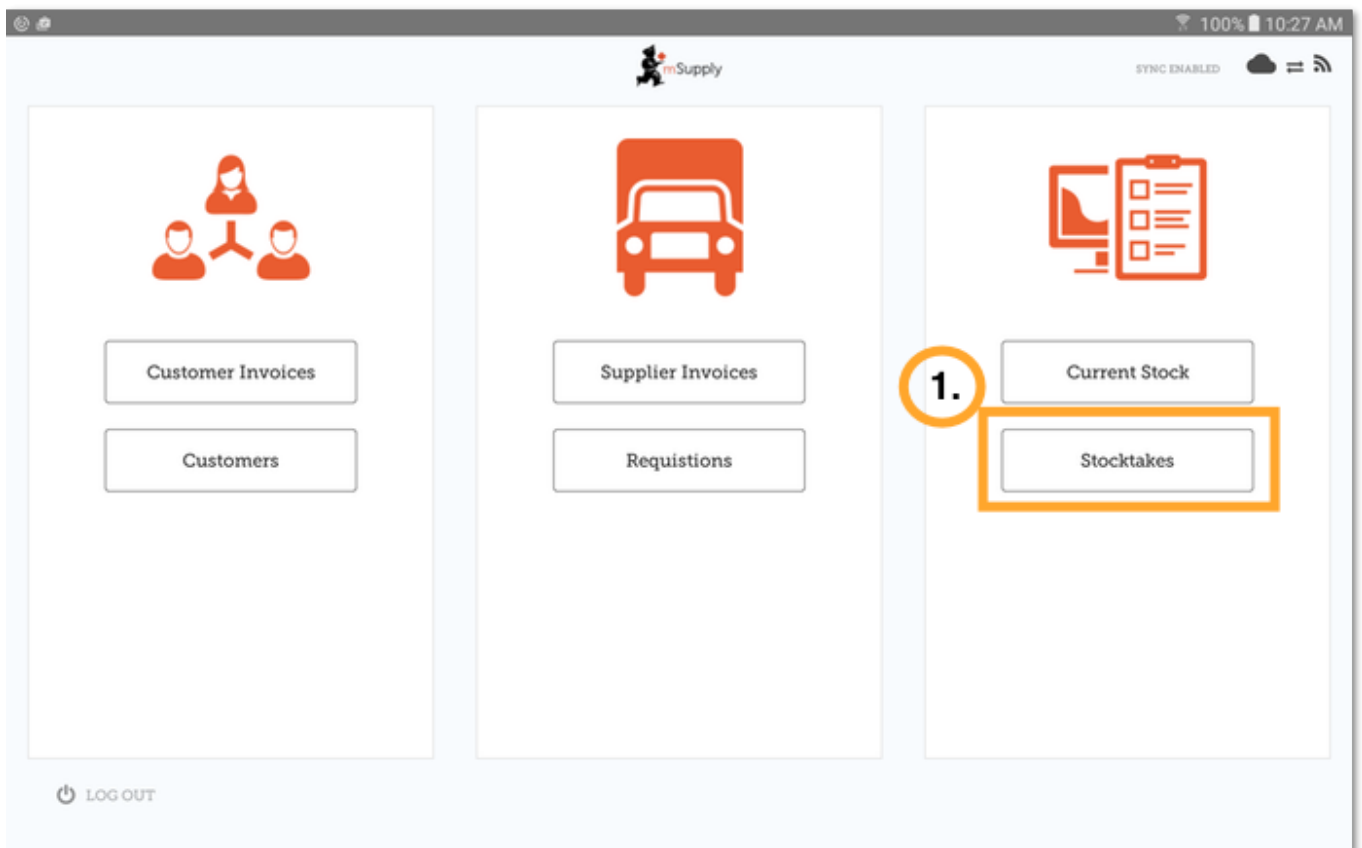 100% 10:27 AM
mSupply
SYNC ENABLED
Customer Invoices
Customers
Supplier Invoices
Requistions
1.
Current Stock
Stocktakes
LOG OUT